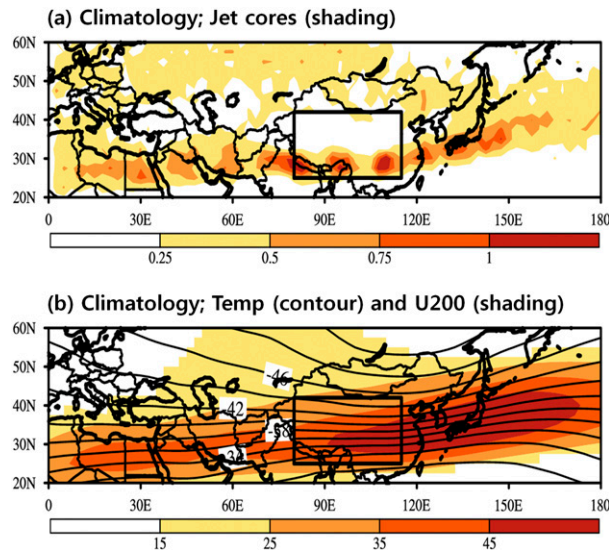 (a) Climatology; Jet cores (shading)
60N
50N
40N
30N
20N
0 30E 60E 90E 120E 150E 180
0.25 0.5 0.75 1
(b) Climatology; Temp (contour) and U200 (shading)
60N
50N
40N
30N
20N
-46
-42
-38
-34
0 30E 60E 90E 120E 150E 180
15 25 35 45